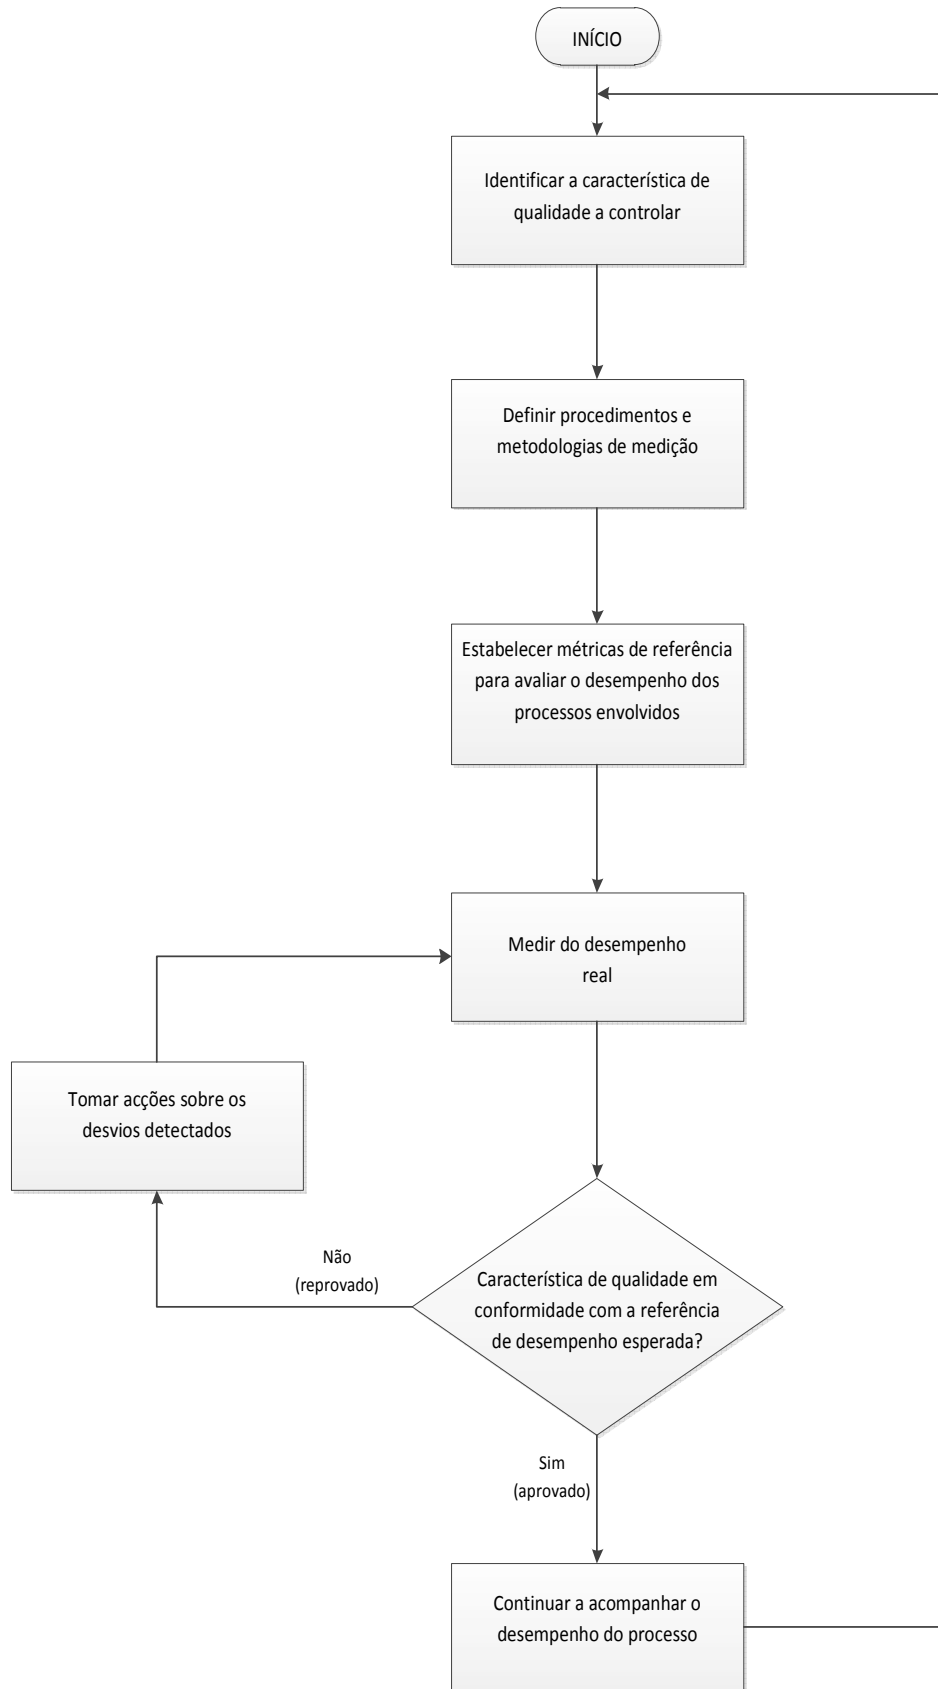 INÍCIO
Identificar a característica de
qualidade a controlar
Definir procedimentos e
metodologias de medição
Estabelecer métricas de referência
para avaliar o desempenho dos
processos envolvidos
Medir do desempenho
real
Tomar acções sobre os
desvios detectados
Não
(reprovado)
Característica de qualidade em
conformidade com a referência
de desempenho esperada?
Sim
(aprovado)
Continuar a acompanhar o
desempenho do processo